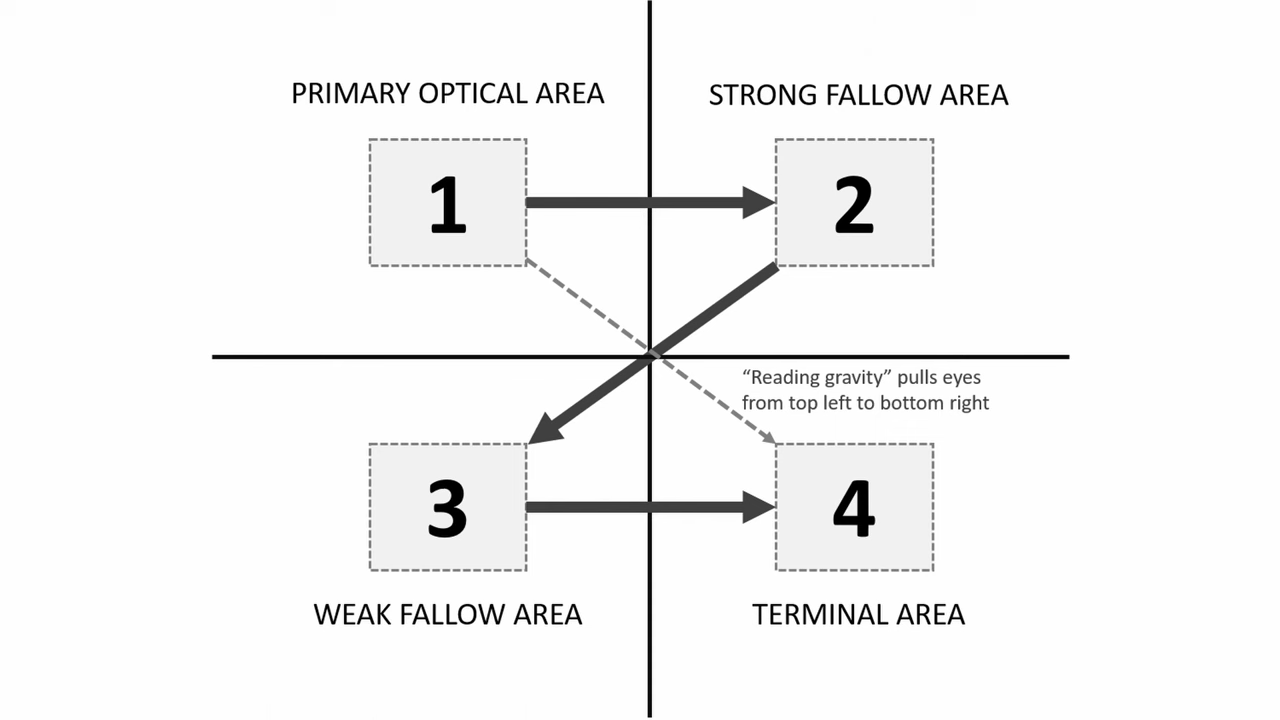 PRIMARY OPTICAL AREA
STRONG FALLOW AREA
1
2
“Reading gravity” pulls eyes
from top left to bottom right
3
4
WEAK FALLOW AREA
TERMINAL AREA